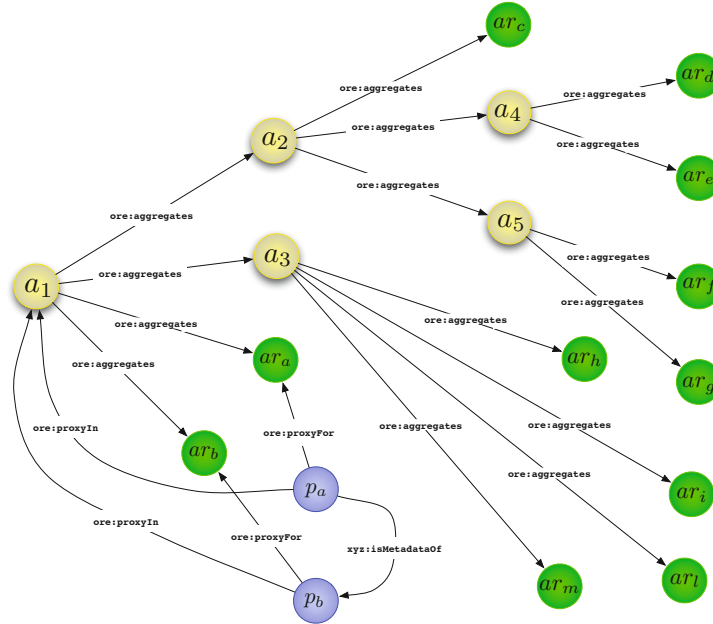 ar_c
ar_d
ore:aggregates
ore:aggregates
a_4
ore:aggregates
a_2
ore:aggregates
ar_e
ore:aggregates
ore:aggregates
a_5
a_3
ore:aggregates
ore:aggregates
a_1
ar_f
ore:aggregates
ore:aggregates
ore:aggregates
ar_a
ar_h
ore:aggregates
ar_g
ore:proxyIn
ore:proxyFor
ore:aggregates
ore:aggregates
ar_b
ore:aggregates
p_a
ar_i
ore:proxyIn
ore:proxyFor
xyz:isMetadataOf
ar_m
ar_l
p_b